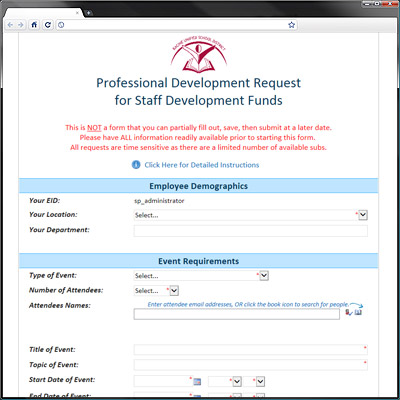 RACINE UNIFIED SCHOOL DISTRICT
Professional Development Request
for Staff Development Funds
This is NOT a form that you can partially fill out, save, then submit at a later date.
Please have ALL information readily available prior to starting this form.
All requests are time sensitive as there are a limited number of available subs.
Click Here for Detailed Instructions
Employee Demographics
Your EID: sp_administrator
Your Location: Select... *
Your Department:
Event Requirements
Type of Event: Select... *
Number of Attendees: Select... *
Attendees Names: Enter attendee email addresses, OR click the book icon to search for people.
*
Title of Event: *
Topic of Event: *
Start Date of Event: * * *
End Date of Event: * * *